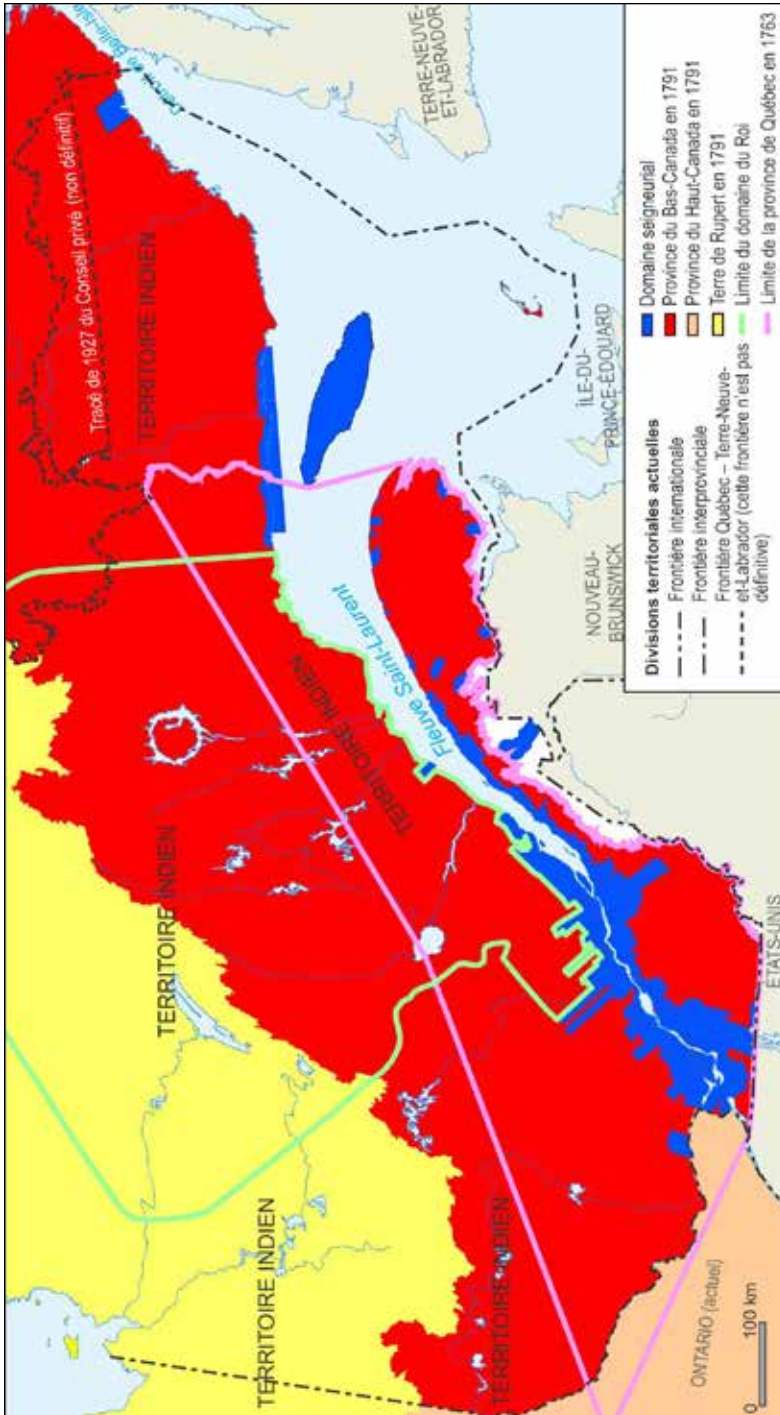 Détroit de Belle-Isle
TERRE-NEUVE-
ET-LABRADOR
Tracé de 1927 du Conseil privé (non définitif)
TERRITOIRE INDIEN
ÎLE-DU-
PRINCE-ÉDOUARD
NOUVEAU-
BRUNSWICK
Fleuve Saint-Laurent
TERRITOIRE INDIEN
TERRITOIRE INDIEN
ÉTATS-UNIS
TERRITOIRE INDIEN
TERRITOIRE INDIEN
ONTARIO (actuel)
0
100 km
Divisions territoriales actuelles
Frontière internationale
Frontière interprovinciale
Frontière Québec – Terre-Neuve-
et-Labrador (cette frontière n'est pas
définitive)
Domaine seigneurial
Province du Bas-Canada en 1791
Province du Haut-Canada en 1791
Terre de Rupert en 1791
Limite du domaine du Roi
Limite de la province de Québec en 1763